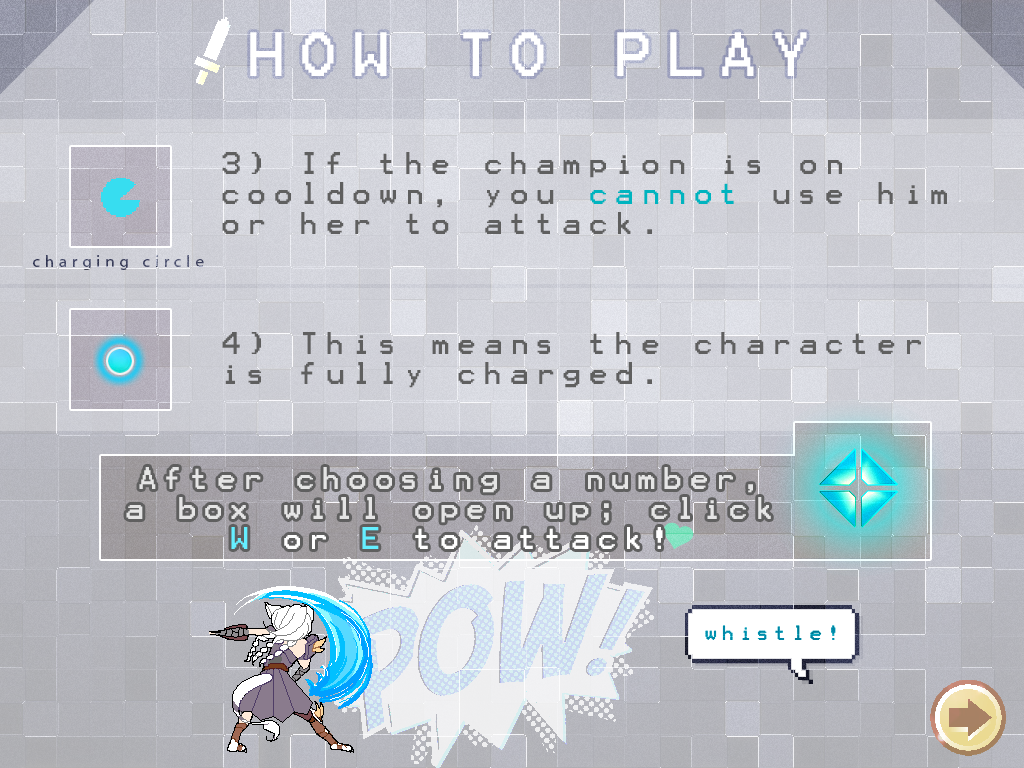 HOW TO PLAY
3) If the champion is on
cooldown, you cannot use him
or her to attack.
charging circle
4) This means the character
is fully charged.
After choosing a number,
a box will open up; click
W or E to attack!
POW!
whistle!